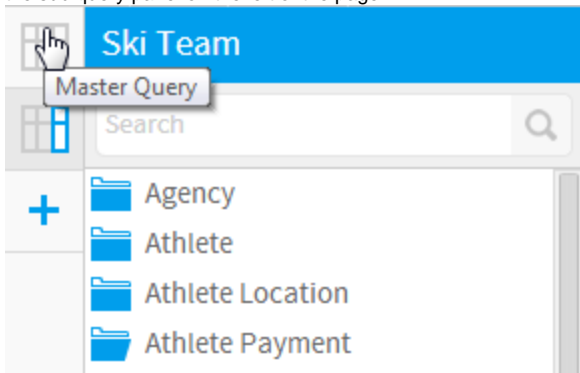 Ski Team
Master Query
Search
Agency
Athlete
Athlete Location
Athlete Payment